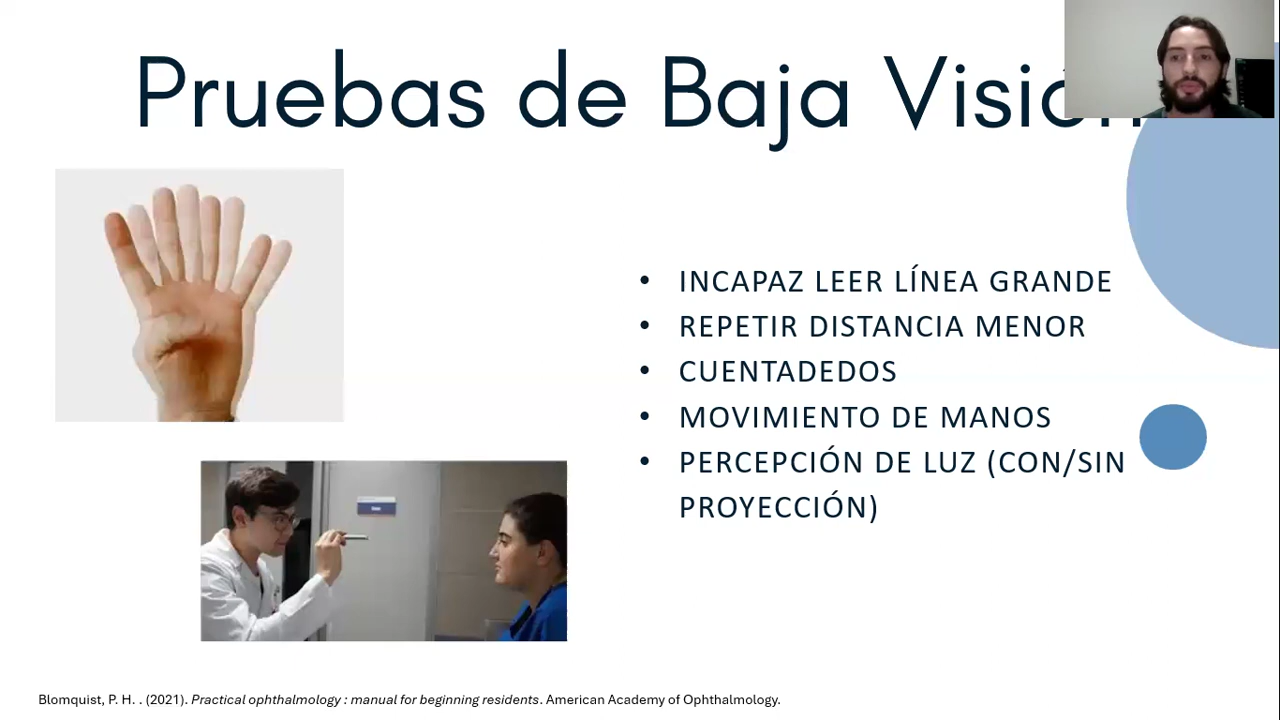 Pruebas de Baja Visión
• INCAPAZ LEER LÍNEA GRANDE
• REPETIR DISTANCIA MENOR
• CUENTADEDOS
• MOVIMIENTO DE MANOS
• PERCEPCIÓN DE LUZ (CON/SIN
PROYECCIÓN)
Blomquist, P. H. . (2021). Practical ophthalmology : manual for beginning residents. American Academy of Ophthalmology.